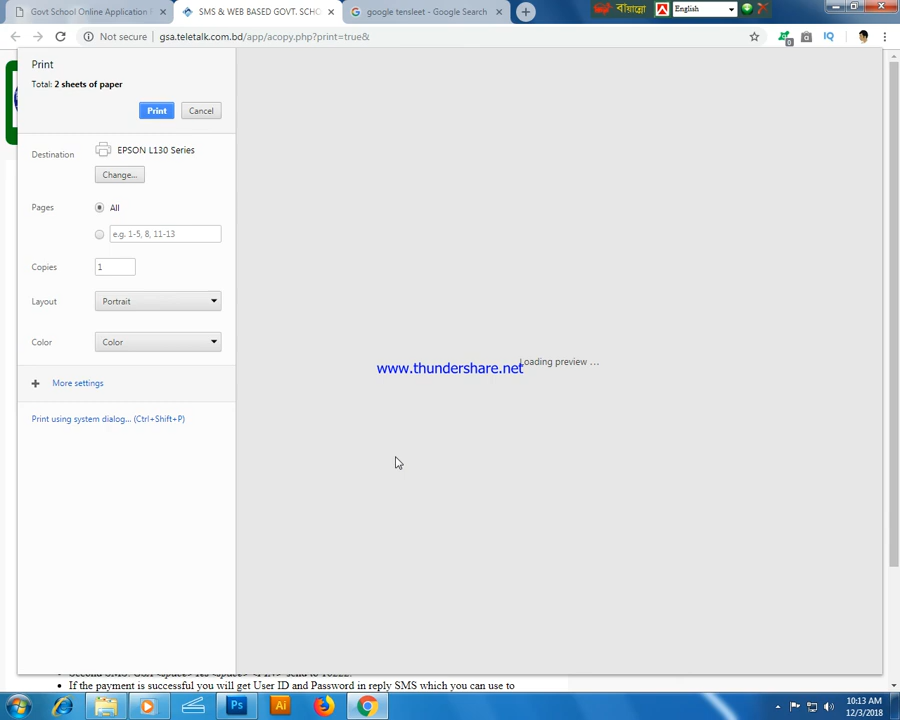 Govt School Online Application
SMS & WEB BASED GOVT. SCHO
google tensleet - Google Search
বায়ান্নো
English
Not secure
gsa.teletalk.com.bd/app/acopy.php?print=true&
0
IQ
Print
Total: 2 sheets of paper
Print
Cancel
Destination
EPSON L130 Series
Change...
Pages
All
e.g. 1-5, 8, 11-13
Copies
1
Layout
Portrait
Color
Color
More settings
Print using system dialog... (Ctrl+Shift+P)
www.thundershare.net
Loading preview ...
If the payment is successful you will get User ID and Password in reply SMS which you can use to
Ps
Ai
10:13 AM
12/3/2018